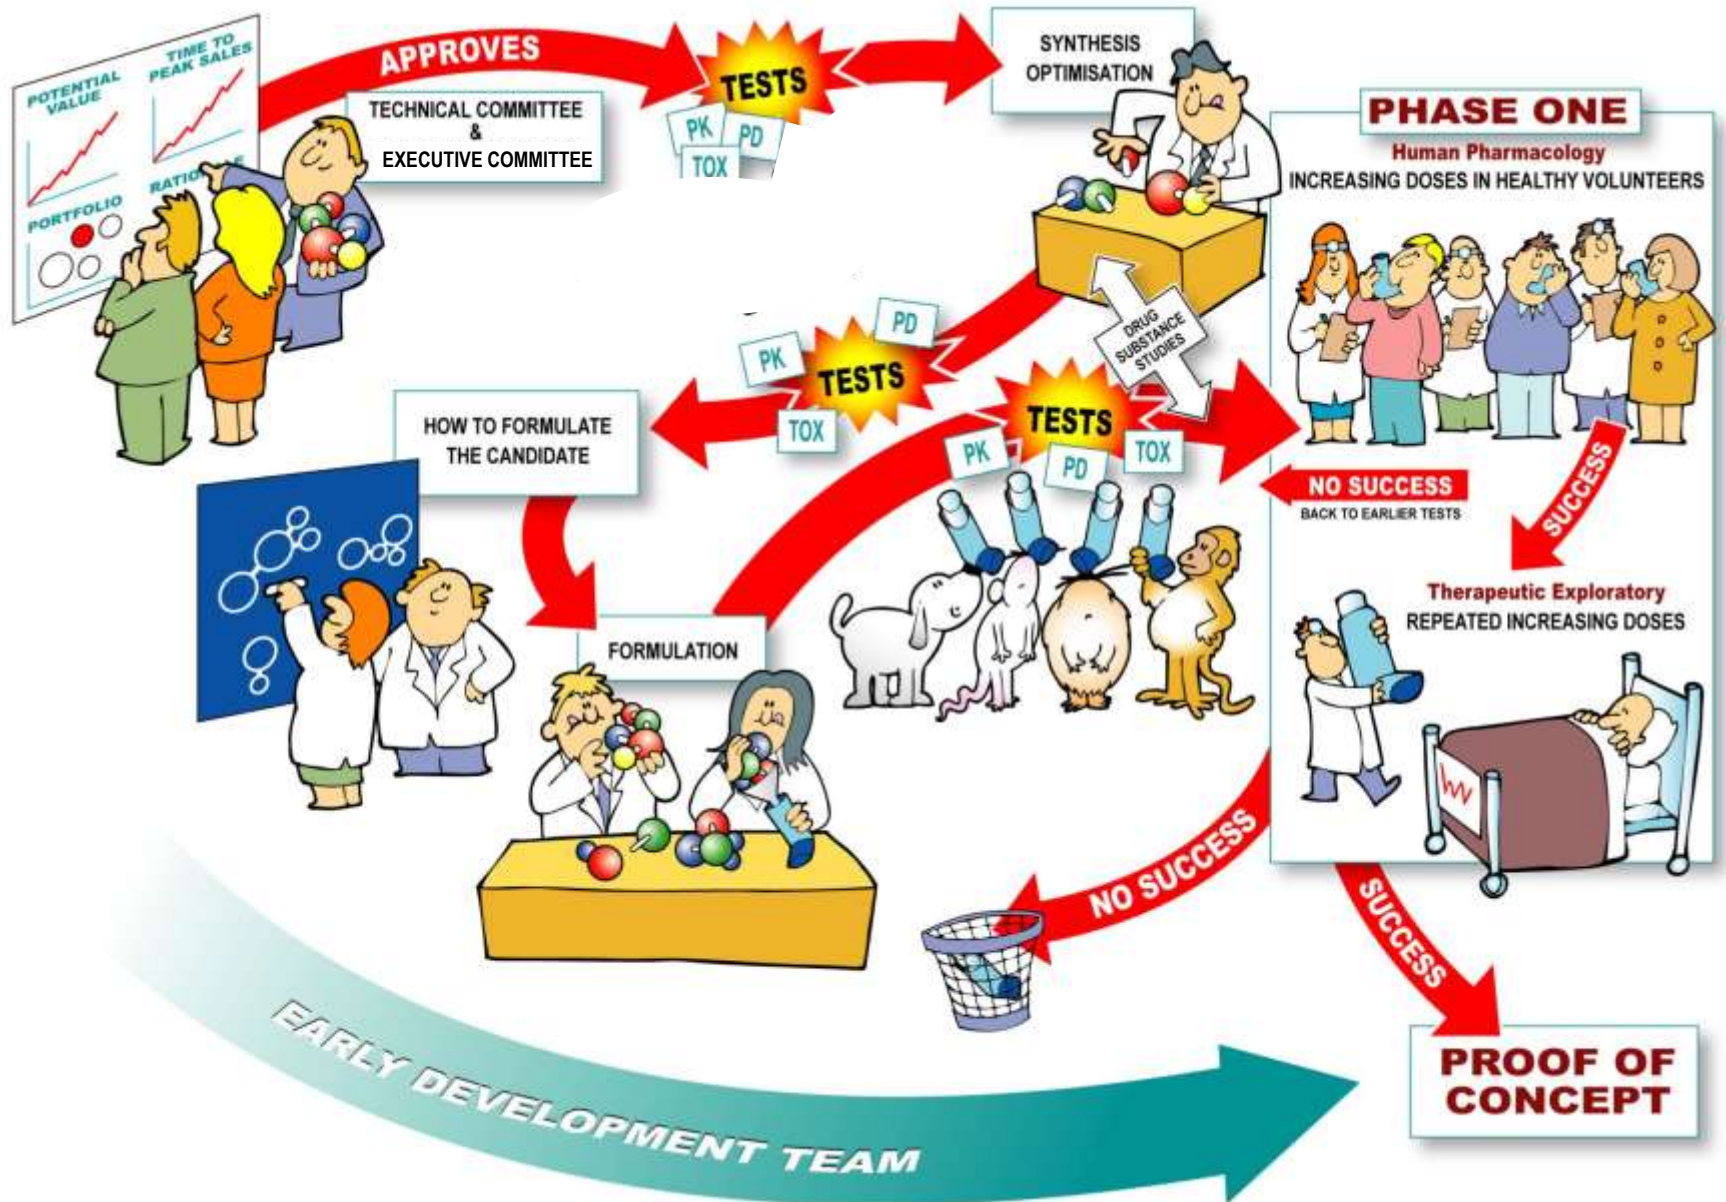 POTENTIAL
VALUE
TIME TO
PEAK SALES
PORTFOLIO
APPROVES
TECHNICAL COMMITTEE
&
EXECUTIVE COMMITTEE
TESTS
PK
PD
TOX
SYNTHESIS
OPTIMISATION
PHASE ONE
Human Pharmacology
INCREASING DOSES IN HEALTHY VOLUNTEERS
DRUG
SUBSTANCE
STUDIES
PK
PD
TESTS
TOX
HOW TO FORMULATE
THE CANDIDATE
FORMULATION
TESTS
PK
PD
TOX
NO SUCCESS
BACK TO EARLIER TESTS
SUCCESS
Therapeutic Exploratory
REPEATED INCREASING DOSES
NO SUCCESS
SUCCESS
PROOF OF
CONCEPT
EARLY DEVELOPMENT TEAM